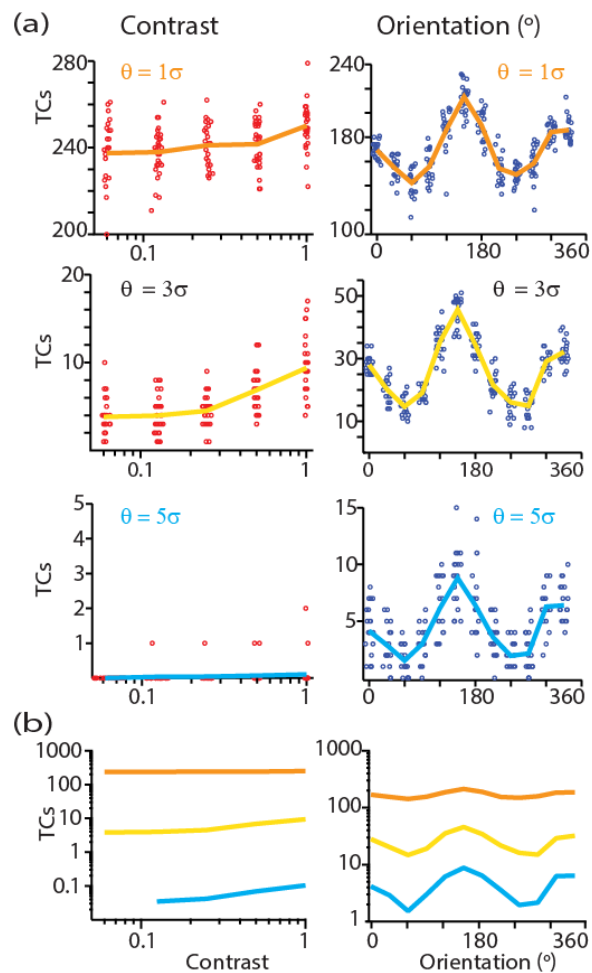 (a) Contrast Orientation (º)
280
260
240
220
200
TCs
θ = 1σ
0.1 1
240
180
100
θ = 1σ
0 180 360
20
10
TCs
θ = 3σ
0.1 1
50
30
10
θ = 3σ
0 180 360
5
4
3
2
1
TCs
θ = 5σ
0.1 1
15
10
5
0
θ = 5σ
0 180 360
(b)
1000
100
10
1
0.1
TCs
0.1 1
Contrast
1000
100
10
1
0 180 360
Orientation (º)